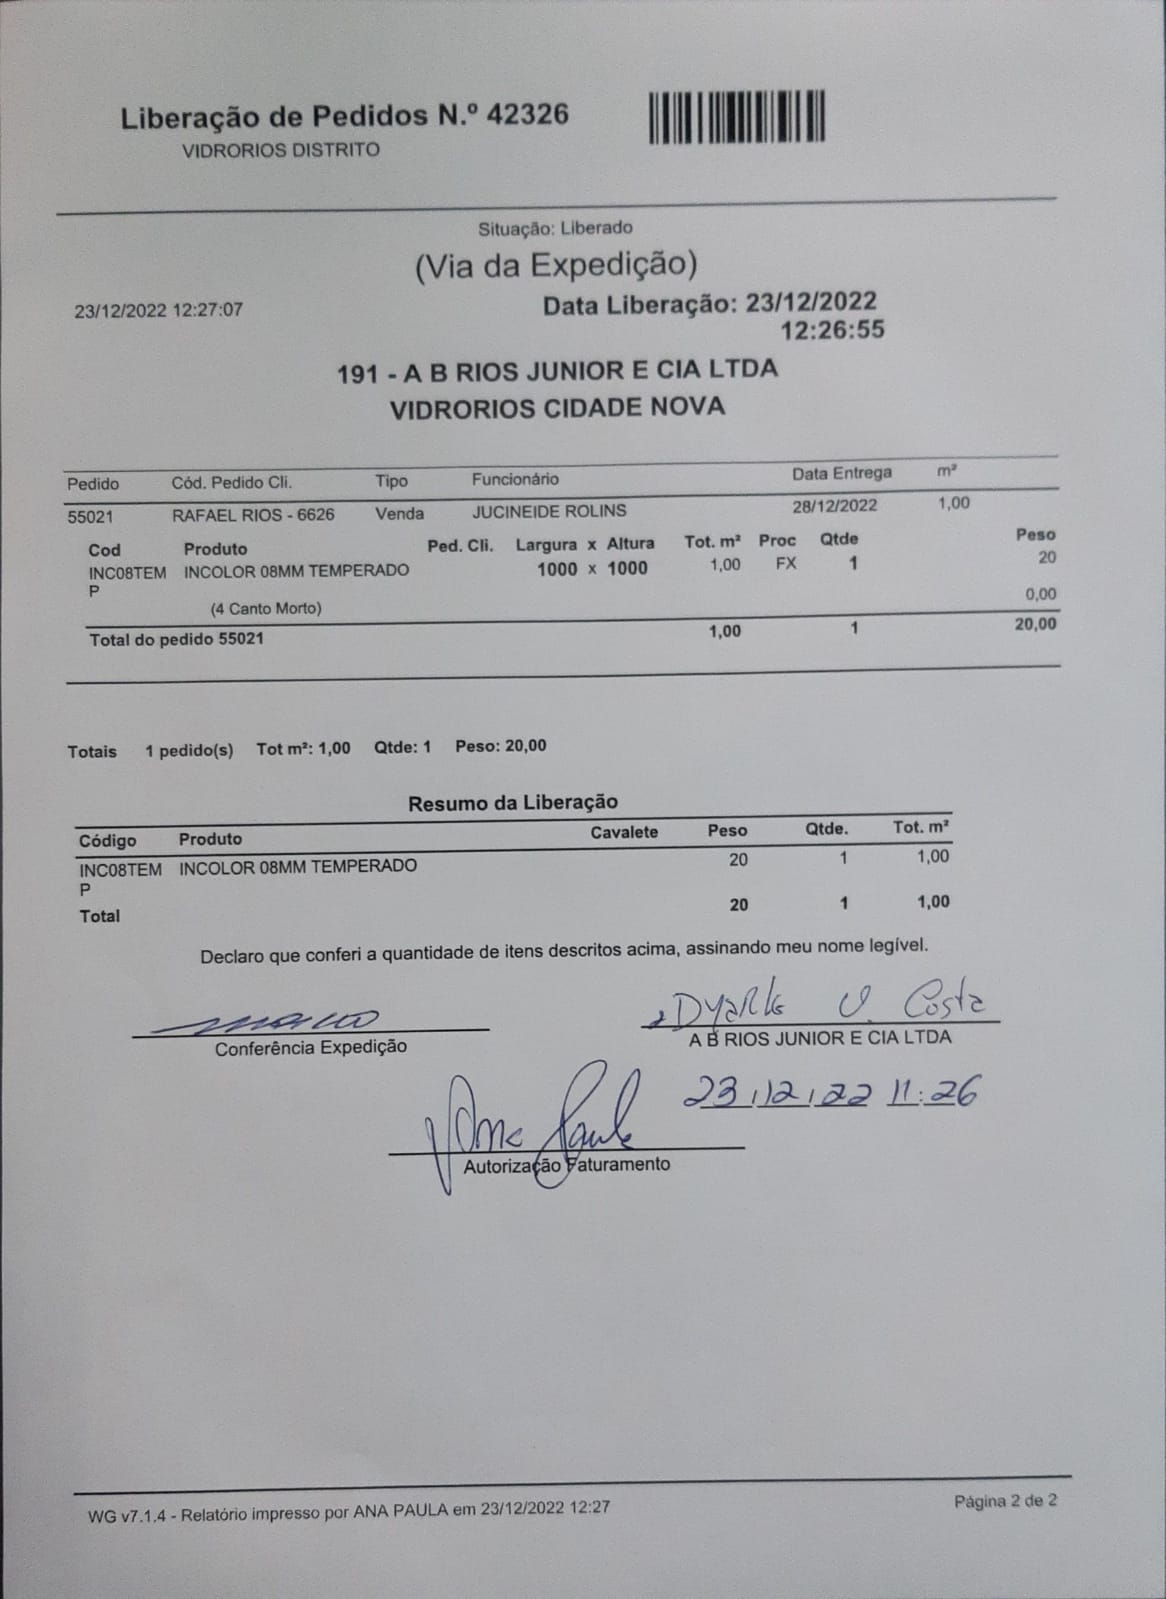 Liberação de Pedidos N.º 42326
VIDRORIOS DISTRITO
Situação: Liberado
(Via da Expedição)
23/12/2022 12:27:07 Data Liberação: 23/12/2022
12:26:55
191 - A B RIOS JUNIOR E CIA LTDA
VIDRORIOS CIDADE NOVA
Pedido Cód. Pedido Cli. Tipo Funcionário Data Entrega m²
55021 RAFAEL RIOS - 6626 Venda JUCINEIDE ROLINS 28/12/2022 1,00
Cod Produto Ped. Cli. Largura x Altura Tot. m² Proc Qtde Peso
INC08TEM INCOLOR 08MM TEMPERADO 1000 x 1000 1,00 FX 1 20
P
(4 Canto Morto) 0,00
Total do pedido 55021 1,00 1 20,00
Totais 1 pedido(s) Tot m²: 1,00 Qtde: 1 Peso: 20,00
Resumo da Liberação
Código Produto Cavalete Peso Qtde. Tot. m²
INC08TEM INCOLOR 08MM TEMPERADO 20 1 1,00
P
Total 20 1 1,00
Declaro que conferi a quantidade de itens descritos acima, assinando meu nome legível.
V. Costa
Conferência Expedição A B RIOS JUNIOR E CIA LTDA
23/12/22 11:26
Ana Paula
Autorização Faturamento
WG v7.1.4 - Relatório impresso por ANA PAULA em 23/12/2022 12:27 Página 2 de 2